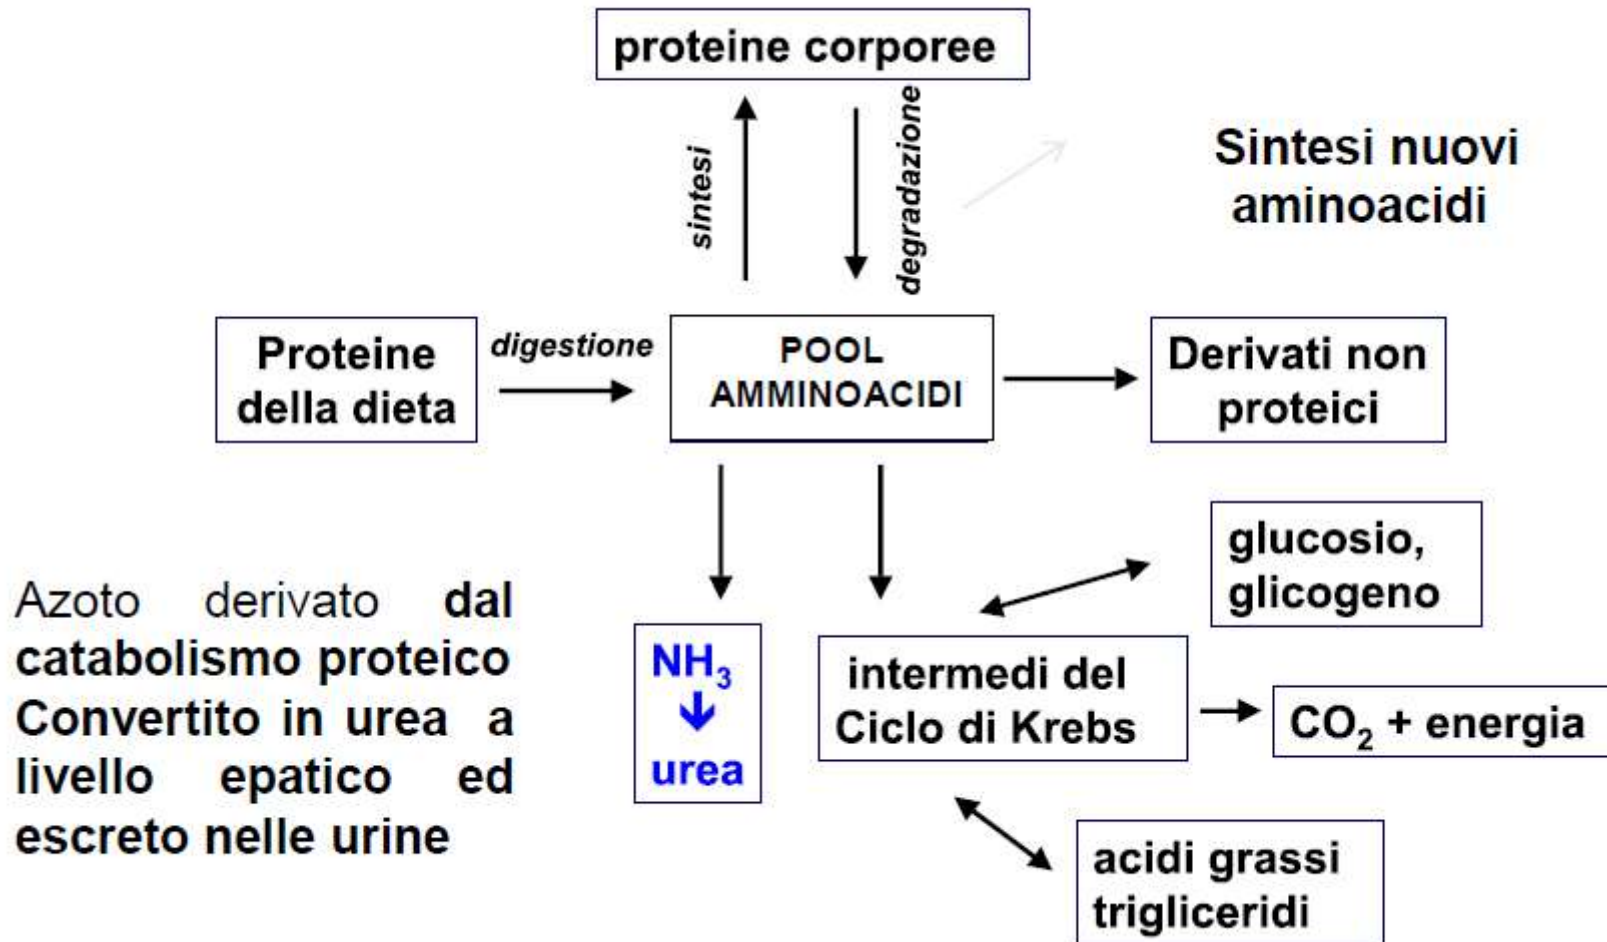 proteine corporee
sintesi
degradazione
Sintesi nuovi
aminoacidi
Proteine
della dieta
digestione
POOL
AMMINOACIDI
Derivati non
proteici
glucosio,
glicogeno
Azoto derivato dal
catabolismo proteico
Convertito in urea a
livello epatico ed
escreto nelle urine
NH₃
urea
intermedi del
Ciclo di Krebs
CO₂ + energia
acidi grassi
trigliceridi